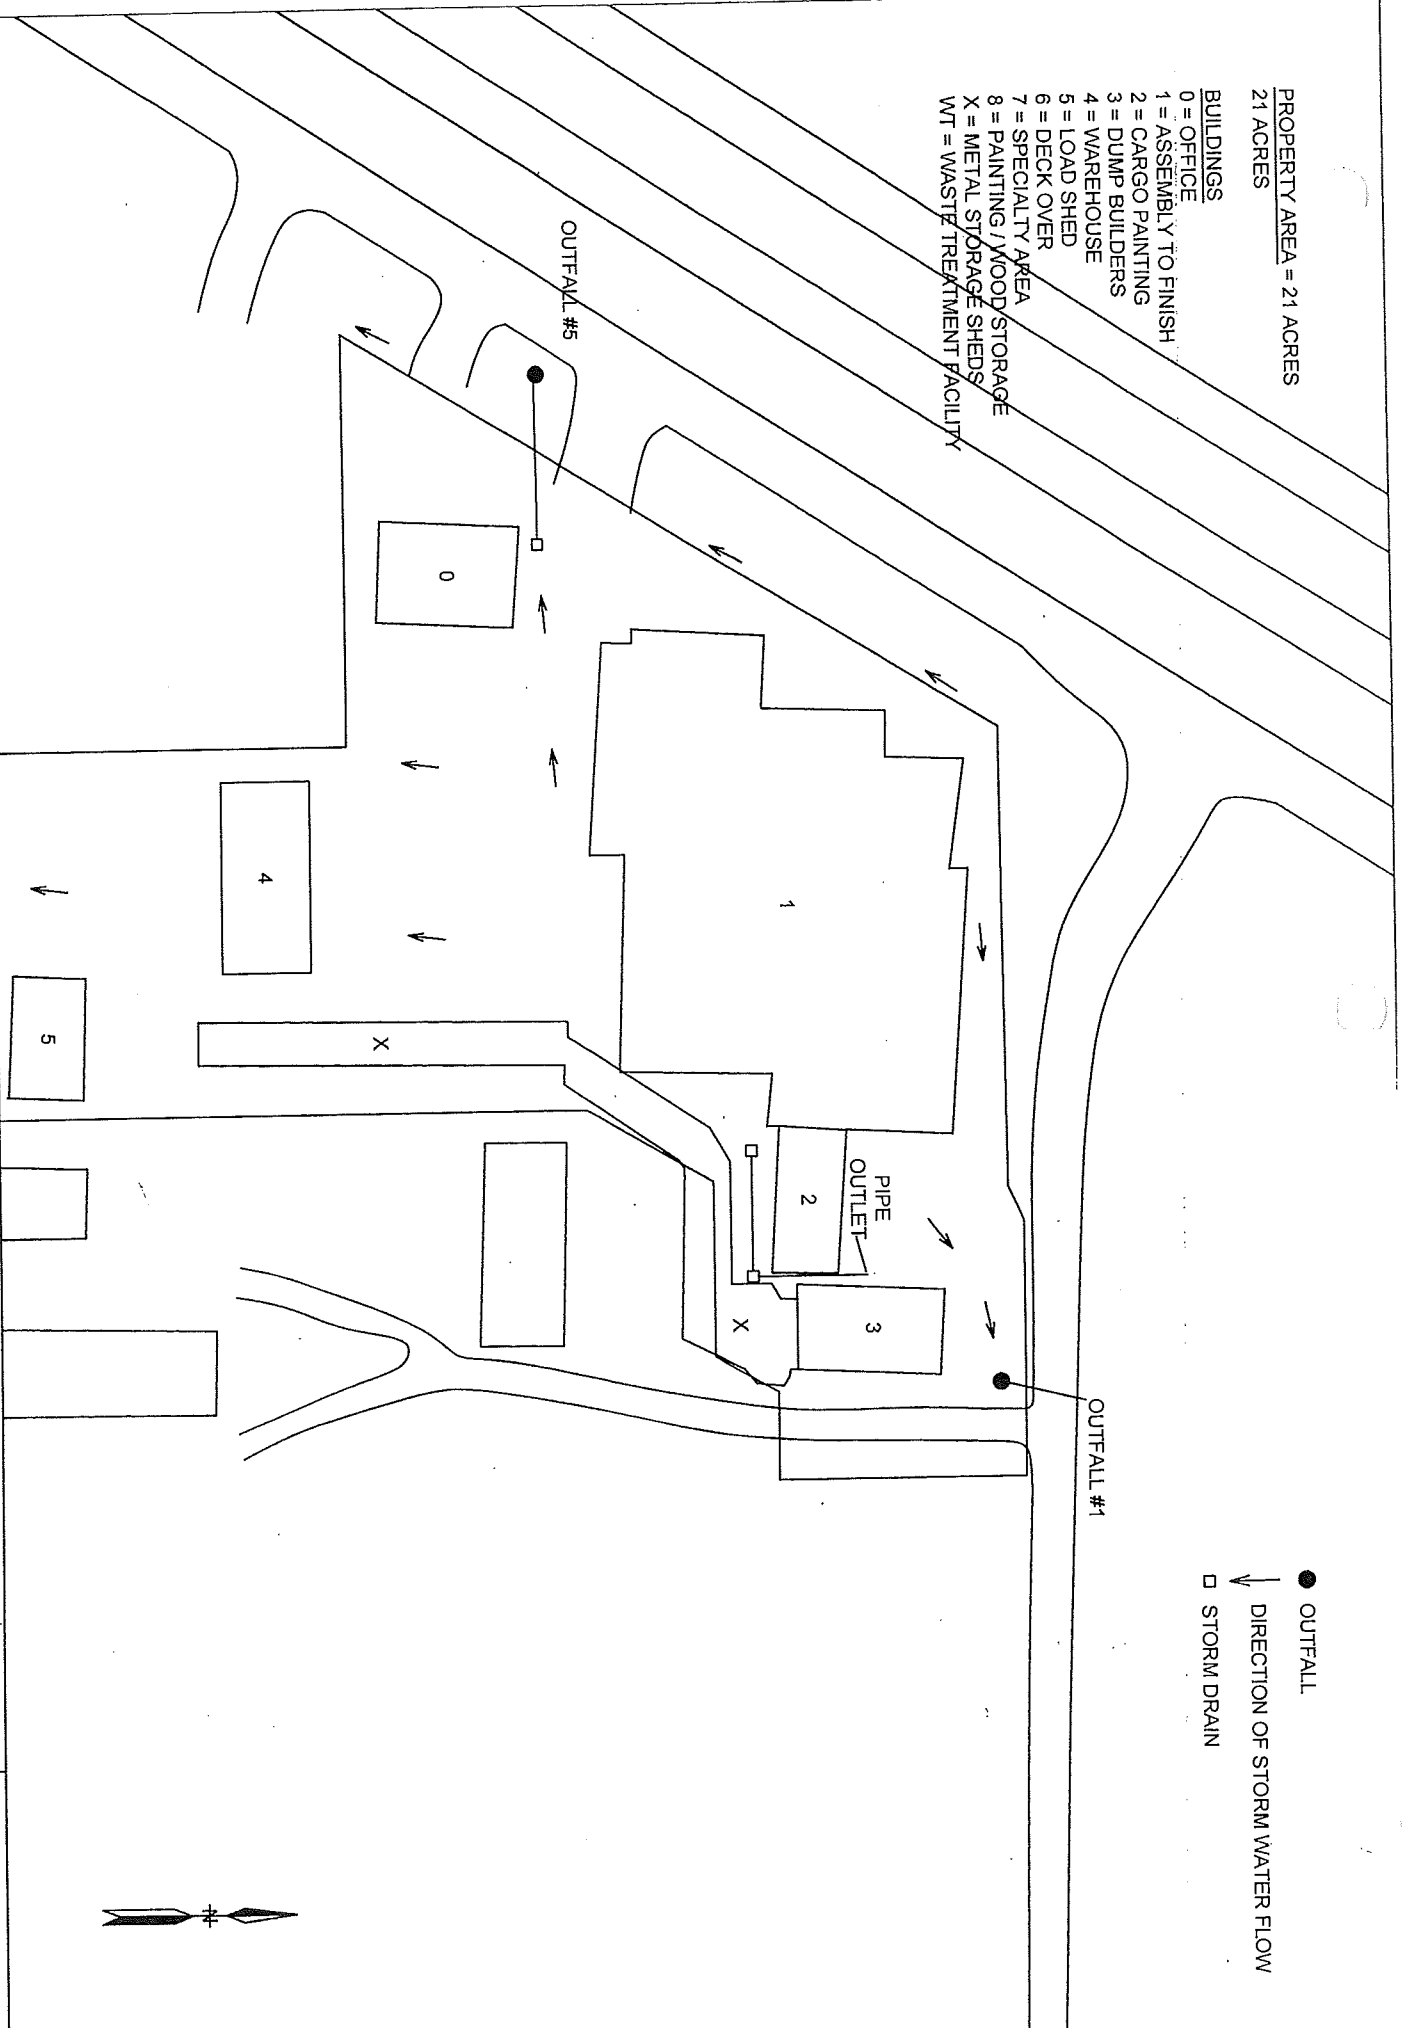 PROPERTY AREA = 21 ACRES
21 ACRES
BUILDINGS
0 = OFFICE
1 = ASSEMBLY TO FINISH
2 = CARGO PAINTING
3 = DUMP BUILDERS
4 = WAREHOUSE
5 = LOAD SHED
6 = DECK OVER
7 = SPECIALTY AREA
8 = PAINTING / WOOD STORAGE
X = METAL STORAGE SHEDS
WT = WASTE TREATMENT FACILITY
OUTFALL
DIRECTION OF STORM WATER FLOW
STORM DRAIN
OUTFALL #1
PIPE
OUTLET
3
2
X
1
OUTFALL #5
0
X
4
5
N